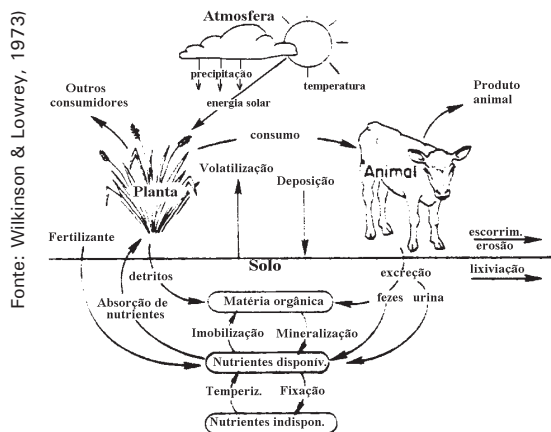 Fonte: Wilkinson & Lowrey, 1973)
Atmosfera
precipitação
energia solar
temperatura
Outros
consumidores
Produto
animal
consumo
Planta
Volatilização
Deposição
Animal
Fertilizante
escorrim.
erosão
Solo
lixiviação
detritos
excreção
fezes
urina
Absorção de
nutrientes
Matéria orgânica
Imobilização
Mineralização
Nutrientes disponív.
Temperiz.
Fixação
Nutrientes indispon.